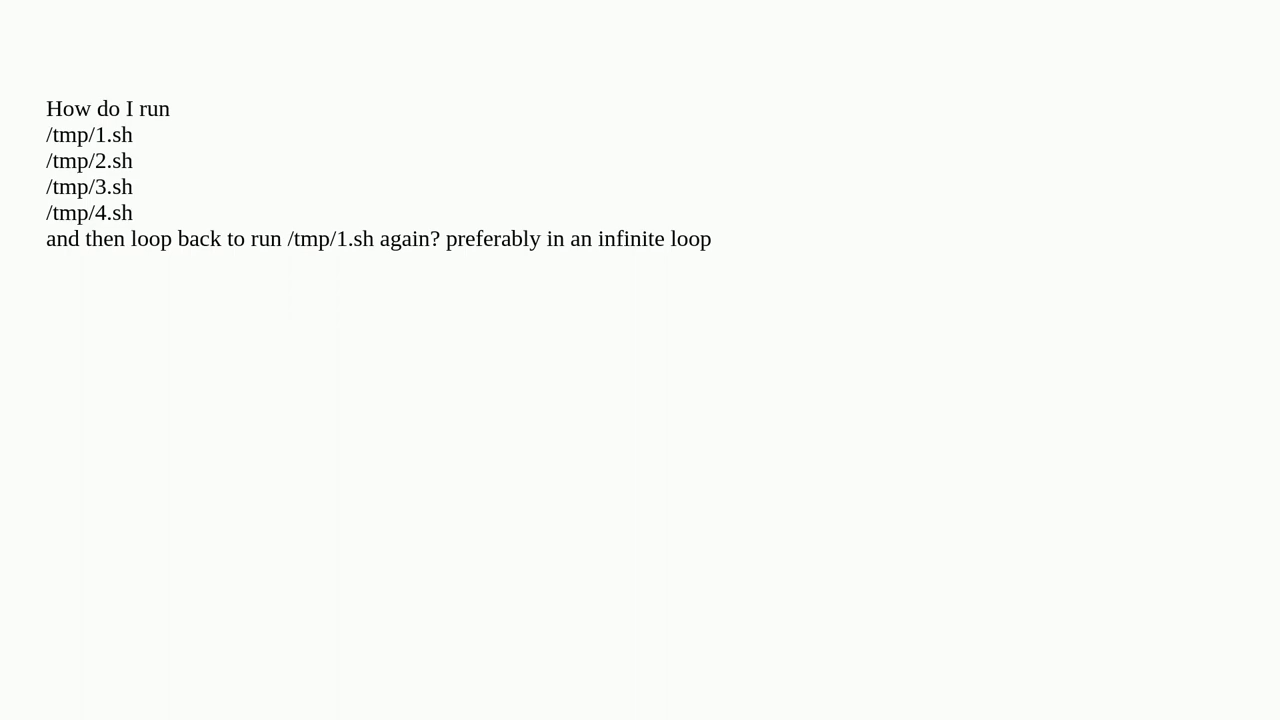 How do I run
/tmp/1.sh
/tmp/2.sh
/tmp/3.sh
/tmp/4.sh
and then loop back to run /tmp/1.sh again? preferably in an infinite loop